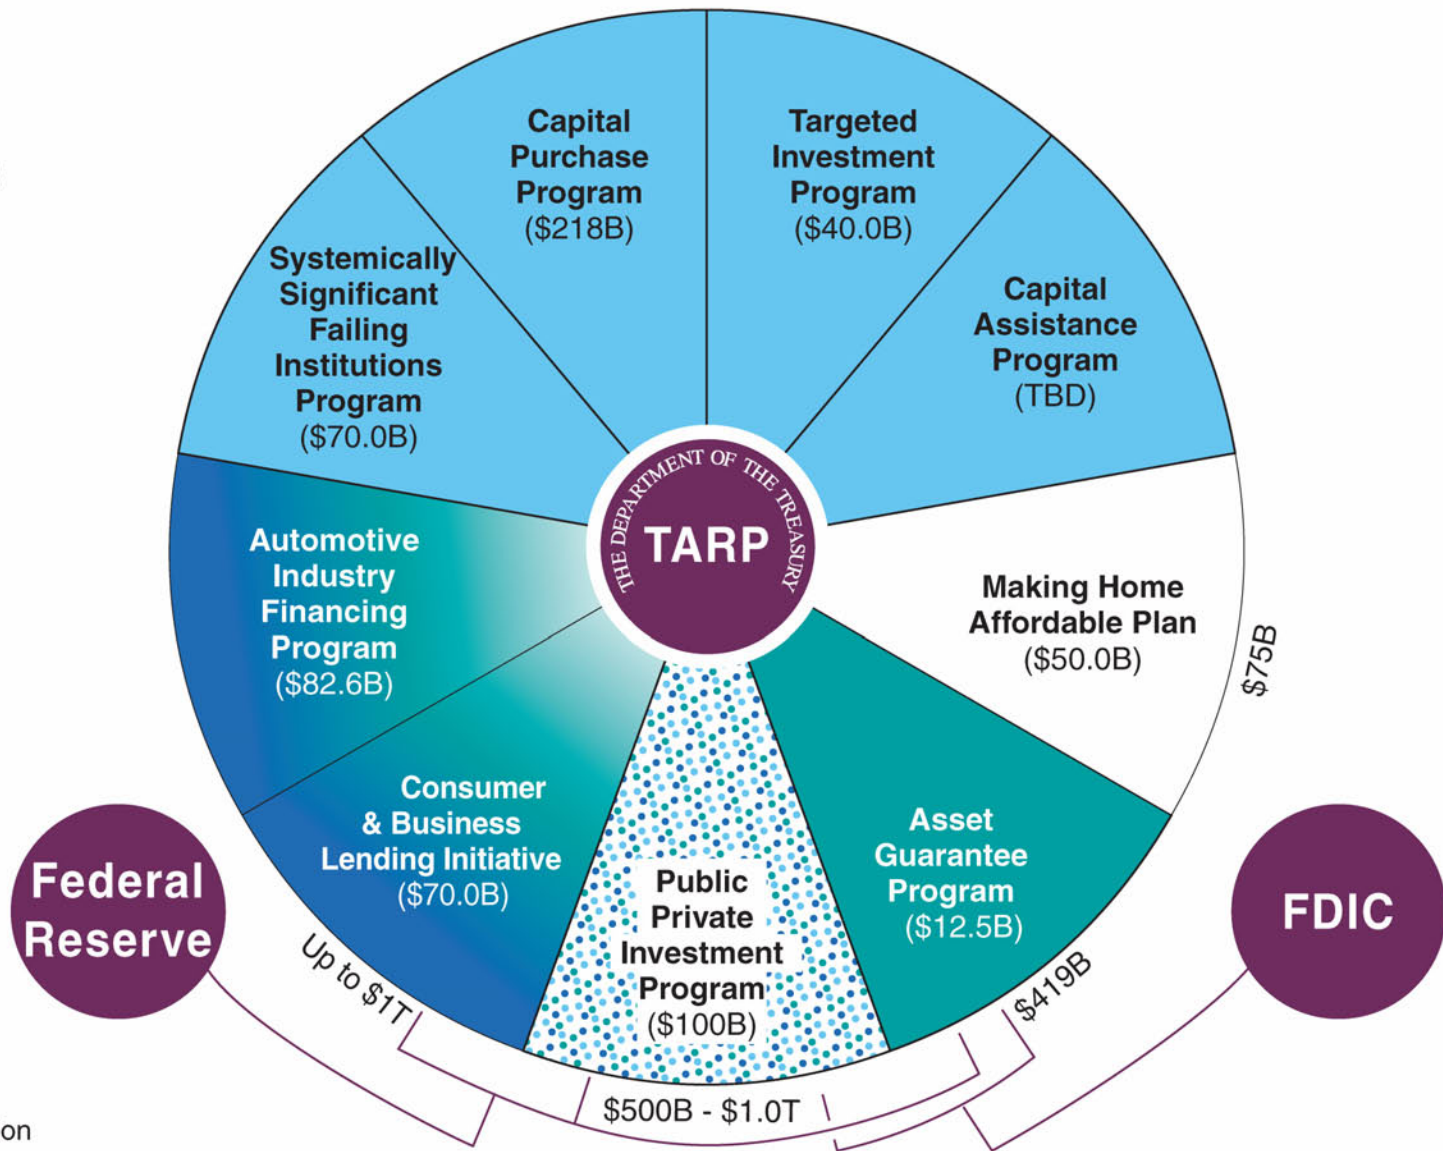 Capital
Purchase
Program
($218B)
Targeted
Investment
Program
($40.0B)
Systemically
Significant
Failing
Institutions
Program
($70.0B)
Capital
Assistance
Program
(TBD)
THE DEPARTMENT OF THE TREASURY
TARP
Automotive
Industry
Financing
Program
($82.6B)
Making Home
Affordable Plan
($50.0B)
$75B
Consumer
& Business
Lending Initiative
($70.0B)
Public
Private
Investment
Program
($100B)
Asset
Guarantee
Program
($12.5B)
Federal
Reserve
FDIC
Up to $1T
$419B
$500B - $1.0T
on